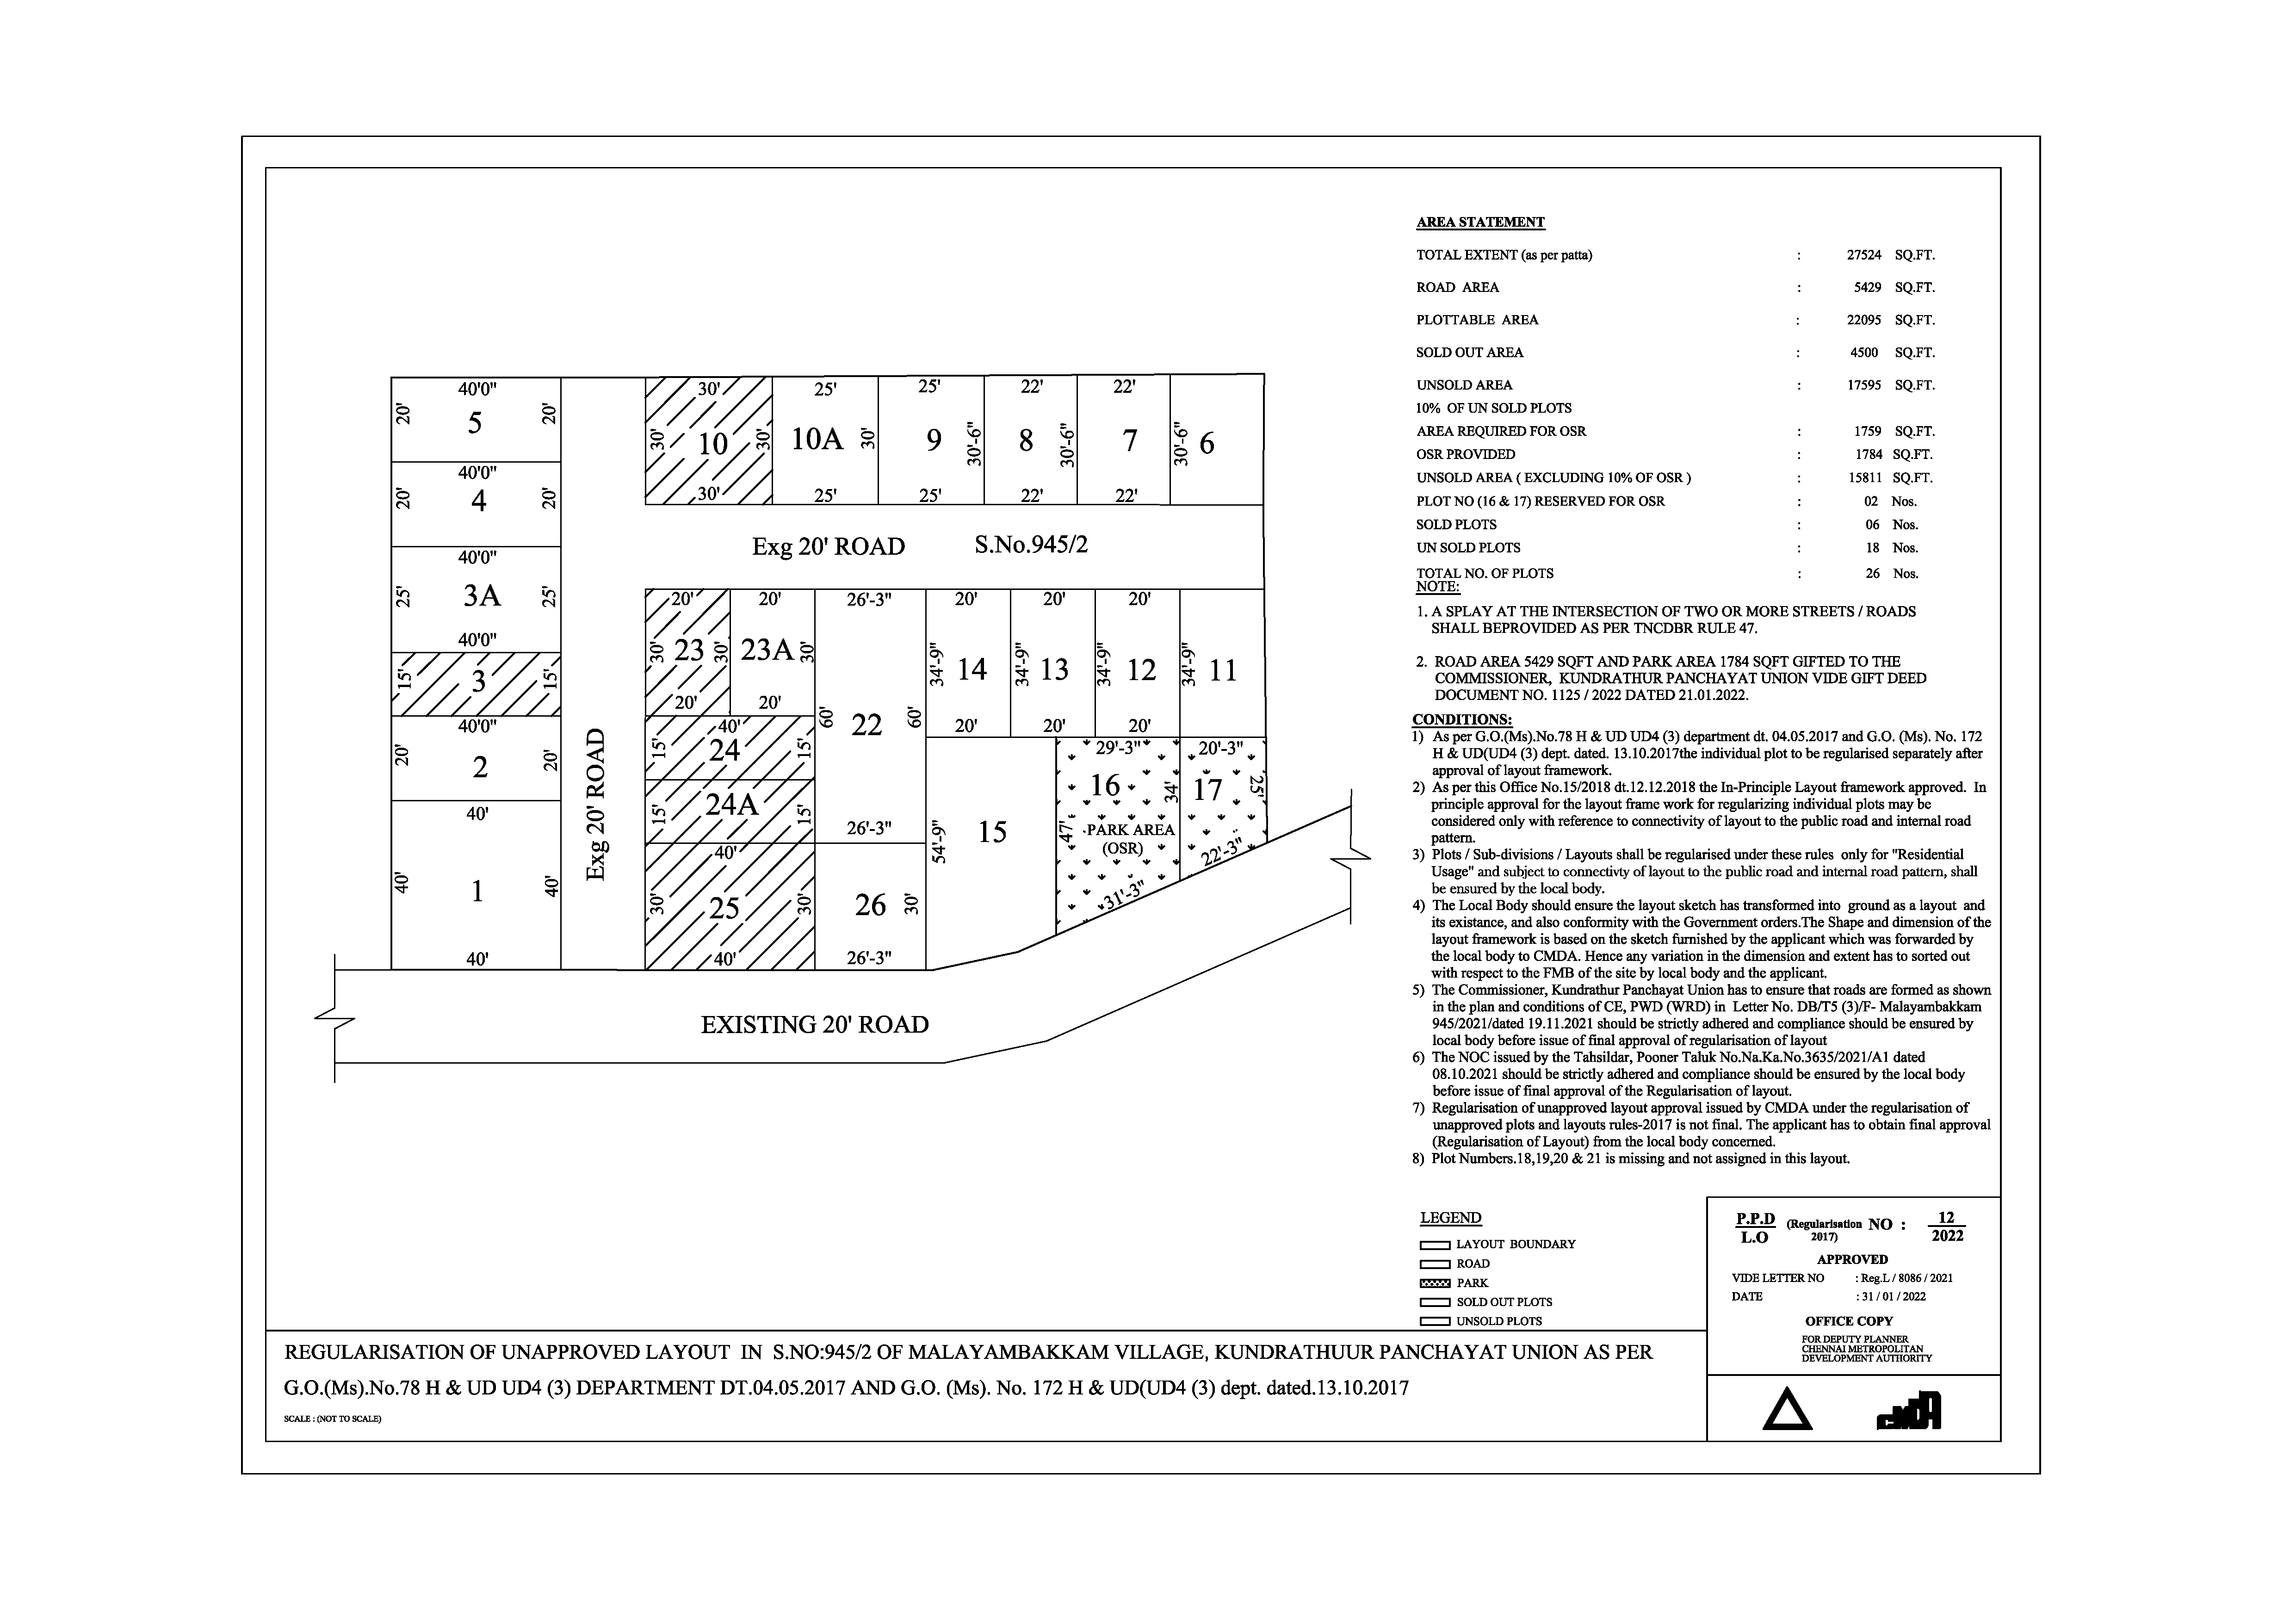 40'0"
20'
5
20'
40'0"
20'
4
20'
40'0"
25'
3A
25'
40'0"
15'
3
15'
40'0"
20'
2
20'
40'
40'
1
40'
40'
Exg 20' ROAD
30'
30'
10
30'
30'
25'
10A
30'
25'
25'
9
30'-6"
25'
22'
8
30'-6"
22'
22'
7
30'-6"
22'
6
Exg 20' ROAD
S.No.945/2
20'
30'
23
30'
20'
20'
23A
30'
20'
26'-3"
60'
22
60'
26'-3"
20'
34'-9"
14
20'
20'
34'-9"
13
20'
20'
34'-9"
12
20'
34'-9"
11
40'
15'
24
15'
15'
24A
15'
40'
30'
25
30'
40'
26
30'
26'-3"
54'-9"
15
29'-3"
16
34'
47'
PARK AREA
(OSR)
31'-3"
20'-3"
17
25'
22'-3"
EXISTING 20' ROAD
AREA STATEMENT
TOTAL EXTENT (as per patta) : 27524 SQ.FT.
ROAD AREA : 5429 SQ.FT.
PLOTTABLE AREA : 22095 SQ.FT.
SOLD OUT AREA : 4500 SQ.FT.
UNSOLD AREA : 17595 SQ.FT.
10% OF UN SOLD PLOTS
AREA REQUIRED FOR OSR : 1759 SQ.FT.
OSR PROVIDED : 1784 SQ.FT.
UNSOLD AREA ( EXCLUDING 10% OF OSR ) : 15811 SQ.FT.
PLOT NO (16 & 17) RESERVED FOR OSR : 02 Nos.
SOLD PLOTS : 06 Nos.
UN SOLD PLOTS : 18 Nos.
TOTAL NO. OF PLOTS : 26 Nos.
NOTE:
1. A SPLAY AT THE INTERSECTION OF TWO OR MORE STREETS / ROADS
SHALL BEPROVIDED AS PER TNCDBR RULE 47.
2. ROAD AREA 5429 SQFT AND PARK AREA 1784 SQFT GIFTED TO THE
COMMISSIONER, KUNDRATHUR PANCHAYAT UNION VIDE GIFT DEED
DOCUMENT NO. 1125 / 2022 DATED 21.01.2022.
CONDITIONS:
1) As per G.O.(Ms).No.78 H & UD UD4 (3) department dt. 04.05.2017 and G.O. (Ms). No. 172
H & UD(UD4 (3) dept. dated. 13.10.2017the individual plot to be regularised separately after
approval of layout framework.
2) As per this Office No.15/2018 dt.12.12.2018 the In-Principle Layout framework approved. In
principle approval for the layout frame work for regularizing individual plots may be
considered only with reference to connectivity of layout to the public road and internal road
pattern.
3) Plots / Sub-divisions / Layouts shall be regularised under these rules only for "Residential
Usage" and subject to connectivty of layout to the public road and internal road pattern, shall
be ensured by the local body.
4) The Local Body should ensure the layout sketch has transformed into ground as a layout and
its existance, and also conformity with the Government orders.The Shape and dimension of the
layout framework is based on the sketch furnished by the applicant which was forwarded by
the local body to CMDA. Hence any variation in the dimension and extent has to sorted out
with respect to the FMB of the site by local body and the applicant.
5) The Commissioner, Kundrathur Panchayat Union has to ensure that roads are formed as shown
in the plan and conditions of CE, PWD (WRD) in Letter No. DB/T5 (3)/F- Malayambakkam
945/2021/dated 19.11.2021 should be strictly adhered and compliance should be ensured by
local body before issue of final approval of regularisation of layout
6) The NOC issued by the Tahsildar, Pooner Taluk No.Na.Ka.No.3635/2021/A1 dated
08.10.2021 should be strictly adhered and compliance should be ensured by the local body
before issue of final approval of the Regularisation of layout.
7) Regularisation of unapproved layout approval issued by CMDA under the regularisation of
unapproved plots and layouts rules-2017 is not final. The applicant has to obtain final approval
(Regularisation of Layout) from the local body concerned.
8) Plot Numbers.18,19,20 & 21 is missing and not assigned in this layout.
LEGEND
LAYOUT BOUNDARY
ROAD
PARK
SOLD OUT PLOTS
UNSOLD PLOTS
P.P.D
L.O
(Regularisation
2017)
NO :
12
2022
APPROVED
VIDE LETTER NO : Reg.L / 8086 / 2021
DATE : 31 / 01 / 2022
OFFICE COPY
FOR DEPUTY PLANNER
CHENNAI METROPOLITAN
DEVELOPMENT AUTHORITY
CMDA
REGULARISATION OF UNAPPROVED LAYOUT IN S.NO:945/2 OF MALAYAMBAKKAM VILLAGE, KUNDRATHUUR PANCHAYAT UNION AS PER
G.O.(Ms).No.78 H & UD UD4 (3) DEPARTMENT DT.04.05.2017 AND G.O. (Ms). No. 172 H & UD(UD4 (3) dept. dated.13.10.2017
SCALE : (NOT TO SCALE)